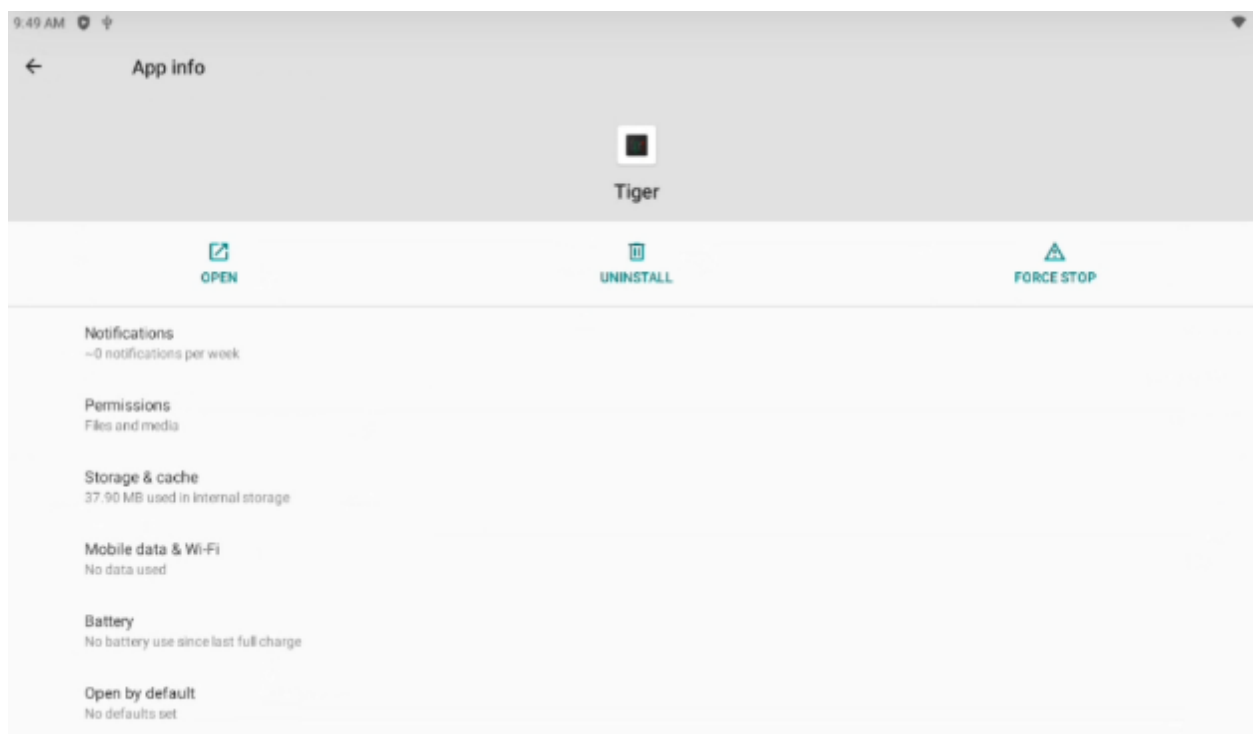 9:49 AM
App info
Tiger
OPEN
UNINSTALL
FORCE STOP
Notifications
~0 notifications per week
Permissions
Files and media
Storage & cache
37.90 MB used in internal storage
Mobile data & Wi-Fi
No data used
Battery
No battery use since last full charge
Open by default
No defaults set